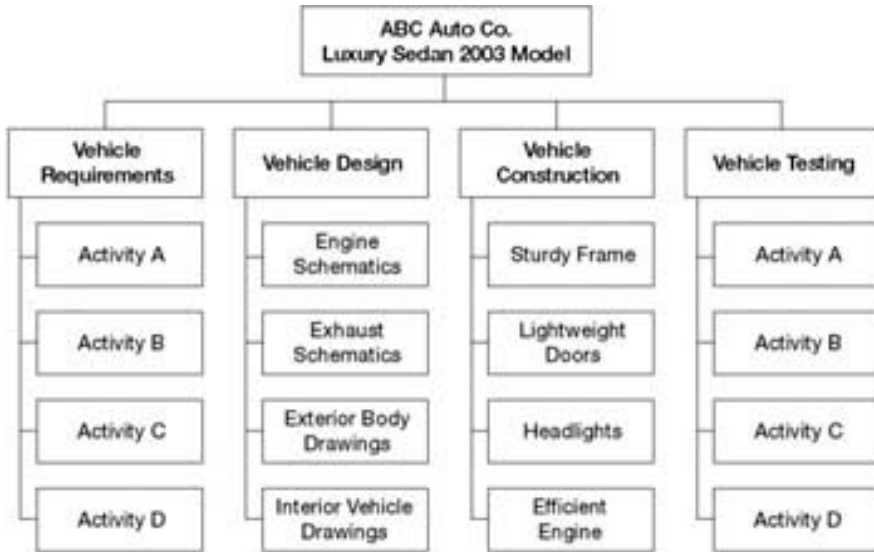 ABC Auto Co.
Luxury Sedan 2003 Model
Vehicle
Requirements
Activity A
Activity B
Activity C
Activity D
Vehicle Design
Engine
Schematics
Exhaust
Schematics
Exterior Body
Drawings
Interior Vehicle
Drawings
Vehicle
Construction
Sturdy Frame
Lightweight
Doors
Headlights
Efficient
Engine
Vehicle Testing
Activity A
Activity B
Activity C
Activity D